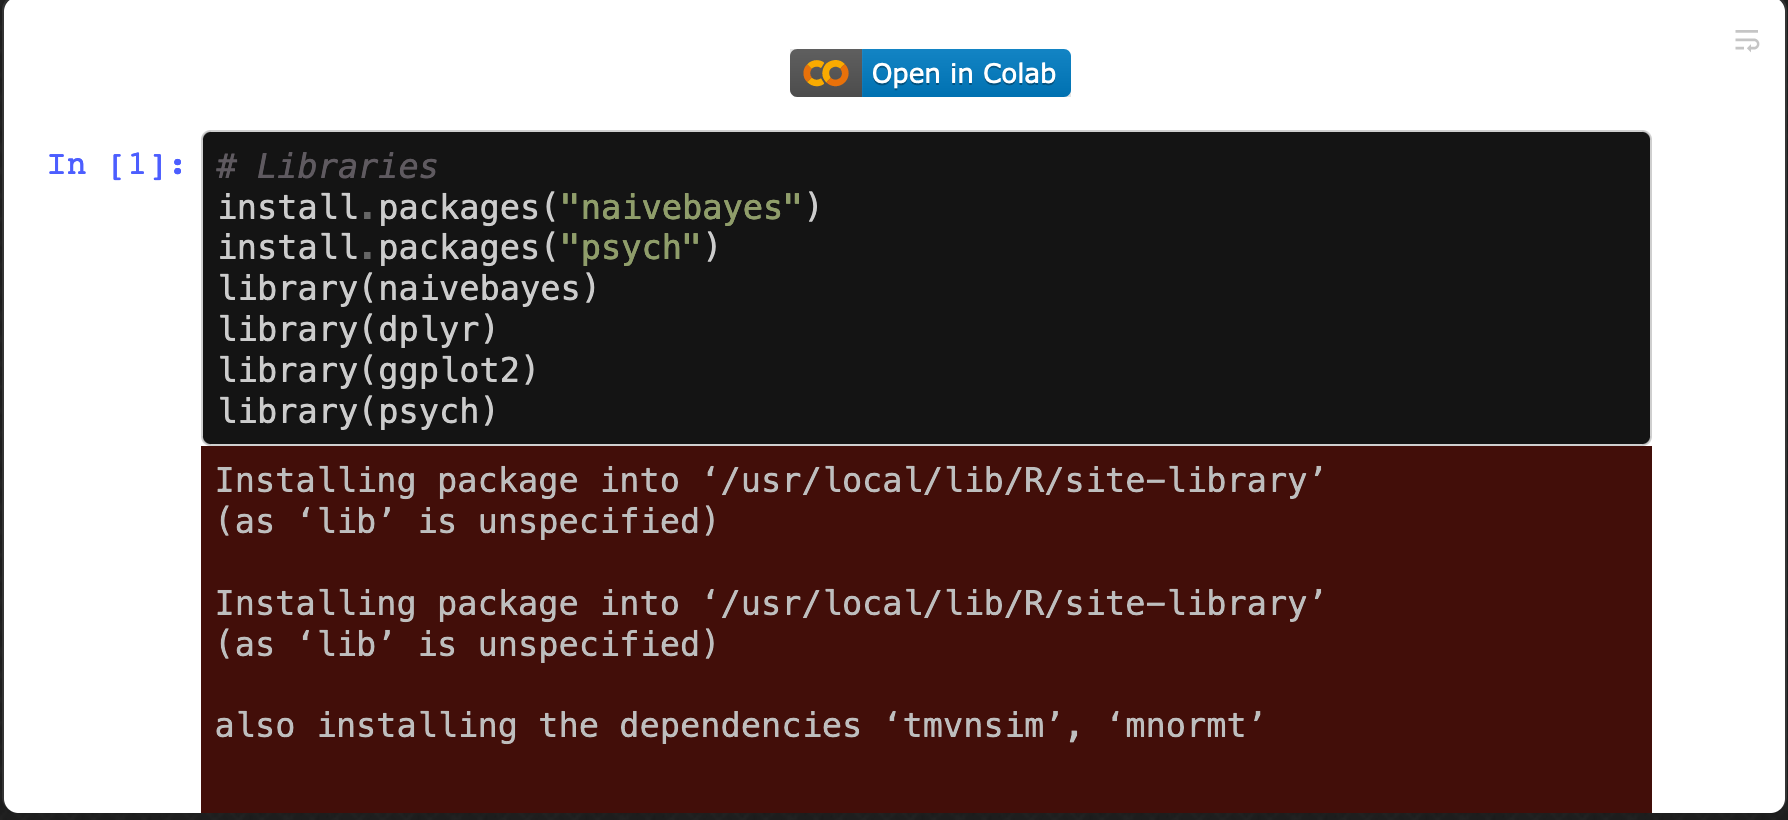 Open in Colab
In [1]:
# Libraries
install.packages("naivebayes")
install.packages("psych")
library(naivebayes)
library(dplyr)
library(ggplot2)
library(psych)
Installing package into ‘/usr/local/lib/R/site-library’
(as ‘lib’ is unspecified)
Installing package into ‘/usr/local/lib/R/site-library’
(as ‘lib’ is unspecified)
also installing the dependencies ‘tmvnsim’, ‘mnormt’